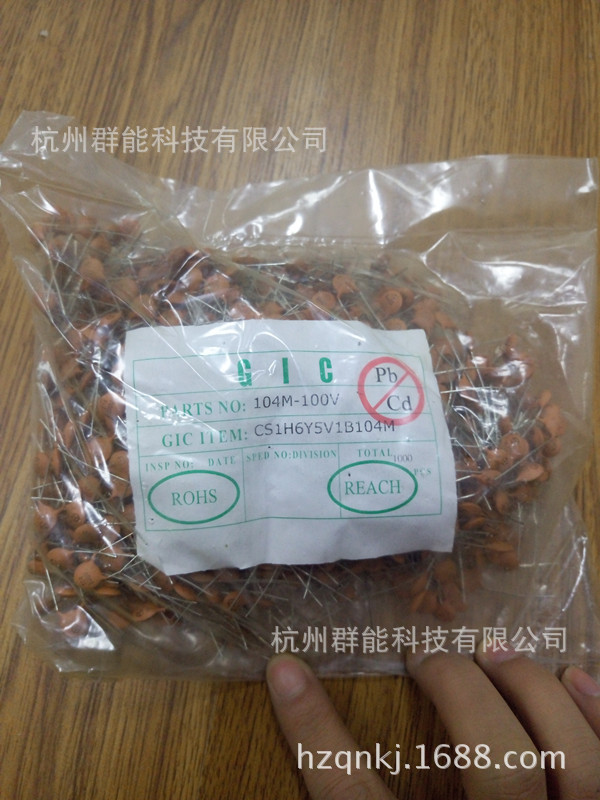 杭州群能科技有限公司
GIC
Pb
Cd
PARTS NO: 104M-100V
GIC ITEM: CS1H6Y5V1B104M
INSP NO: DATE SPED NO: DIVISION TOTAL 1000 PCS
ROHS
REACH
杭州群能科技有限公司
hzqnkj.1688.com